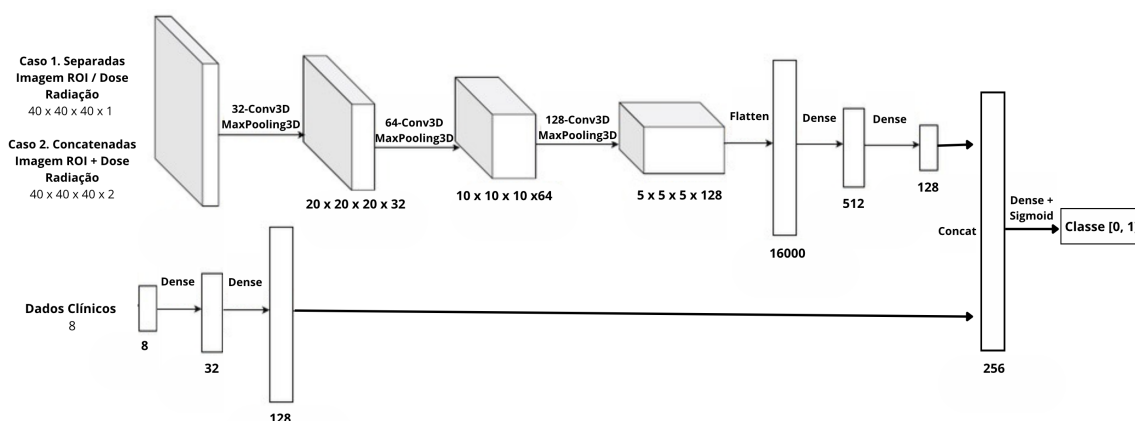 Caso 1. Separadas
Imagem ROI / Dose
Radiação
40 x 40 x 40 x 1
Caso 2. Concatenadas
Imagem ROI + Dose
Radiação
40 x 40 x 40 x 2
32-Conv3D
MaxPooling3D
20 x 20 x 20 x 32
64-Conv3D
MaxPooling3D
10 x 10 x 10 x64
128-Conv3D
MaxPooling3D
5 x 5 x 5 x 128
Flatten
16000
Dense
512
Dense
128
Concat
256
Dense +
Sigmoid
Classe [0, 1]
Dados Clínicos
8
8
Dense
32
Dense
128